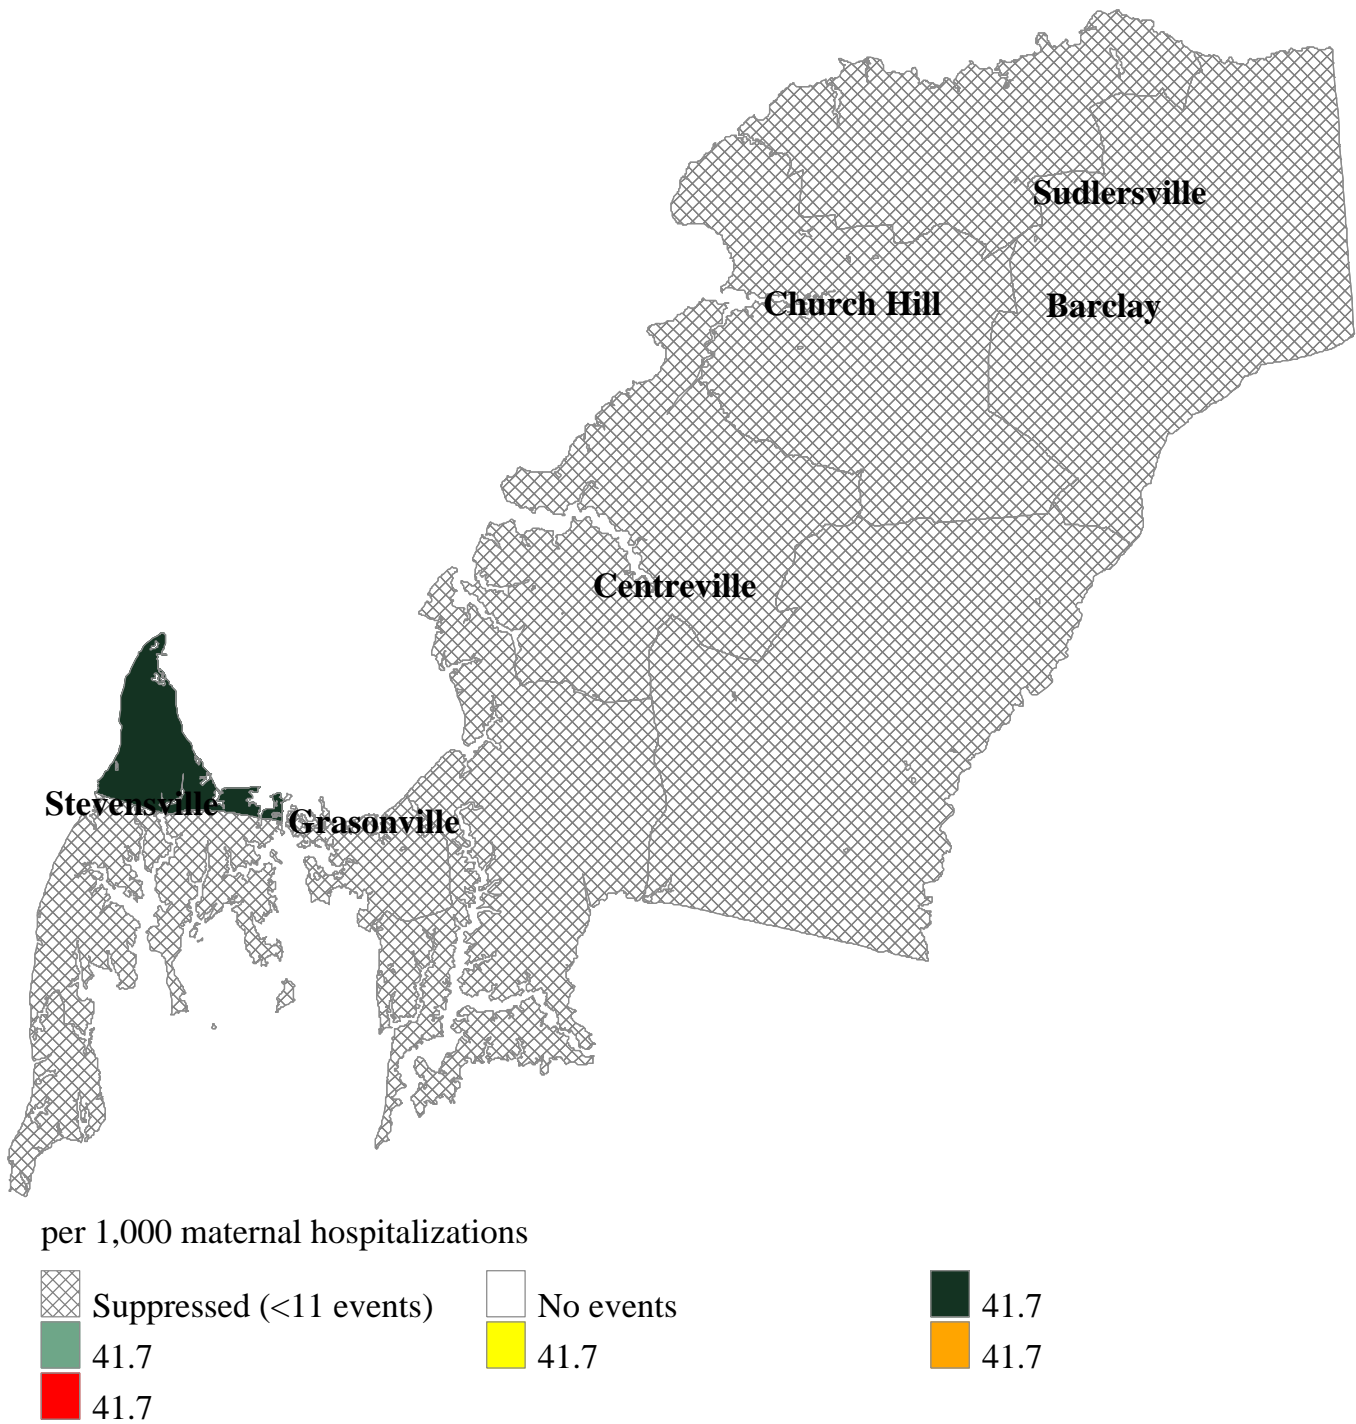 Sudlersville
Church Hill
Barclay
Centreville
Stevensville
Grasonville
per 1,000 maternal hospitalizations
Suppressed (<11 events)
No events
41.7
41.7
41.7
41.7
41.7